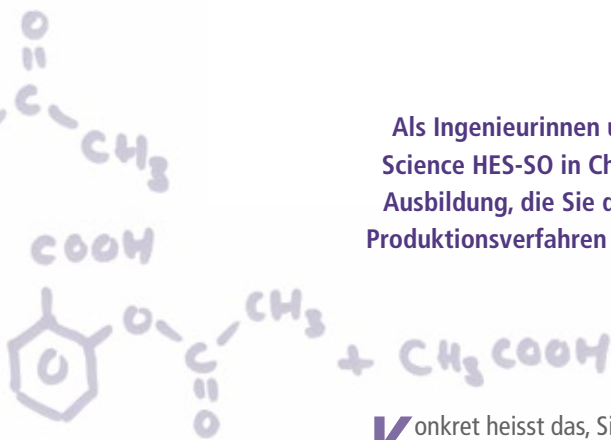 O
C
CH3
Als Ingenieurinnen
Science HES-SO in
Ausbildung, die Sie
Produktionsverfahren
COOH
O
CH3
C
O
O
+ CH3COOH
Konkret heisst das,